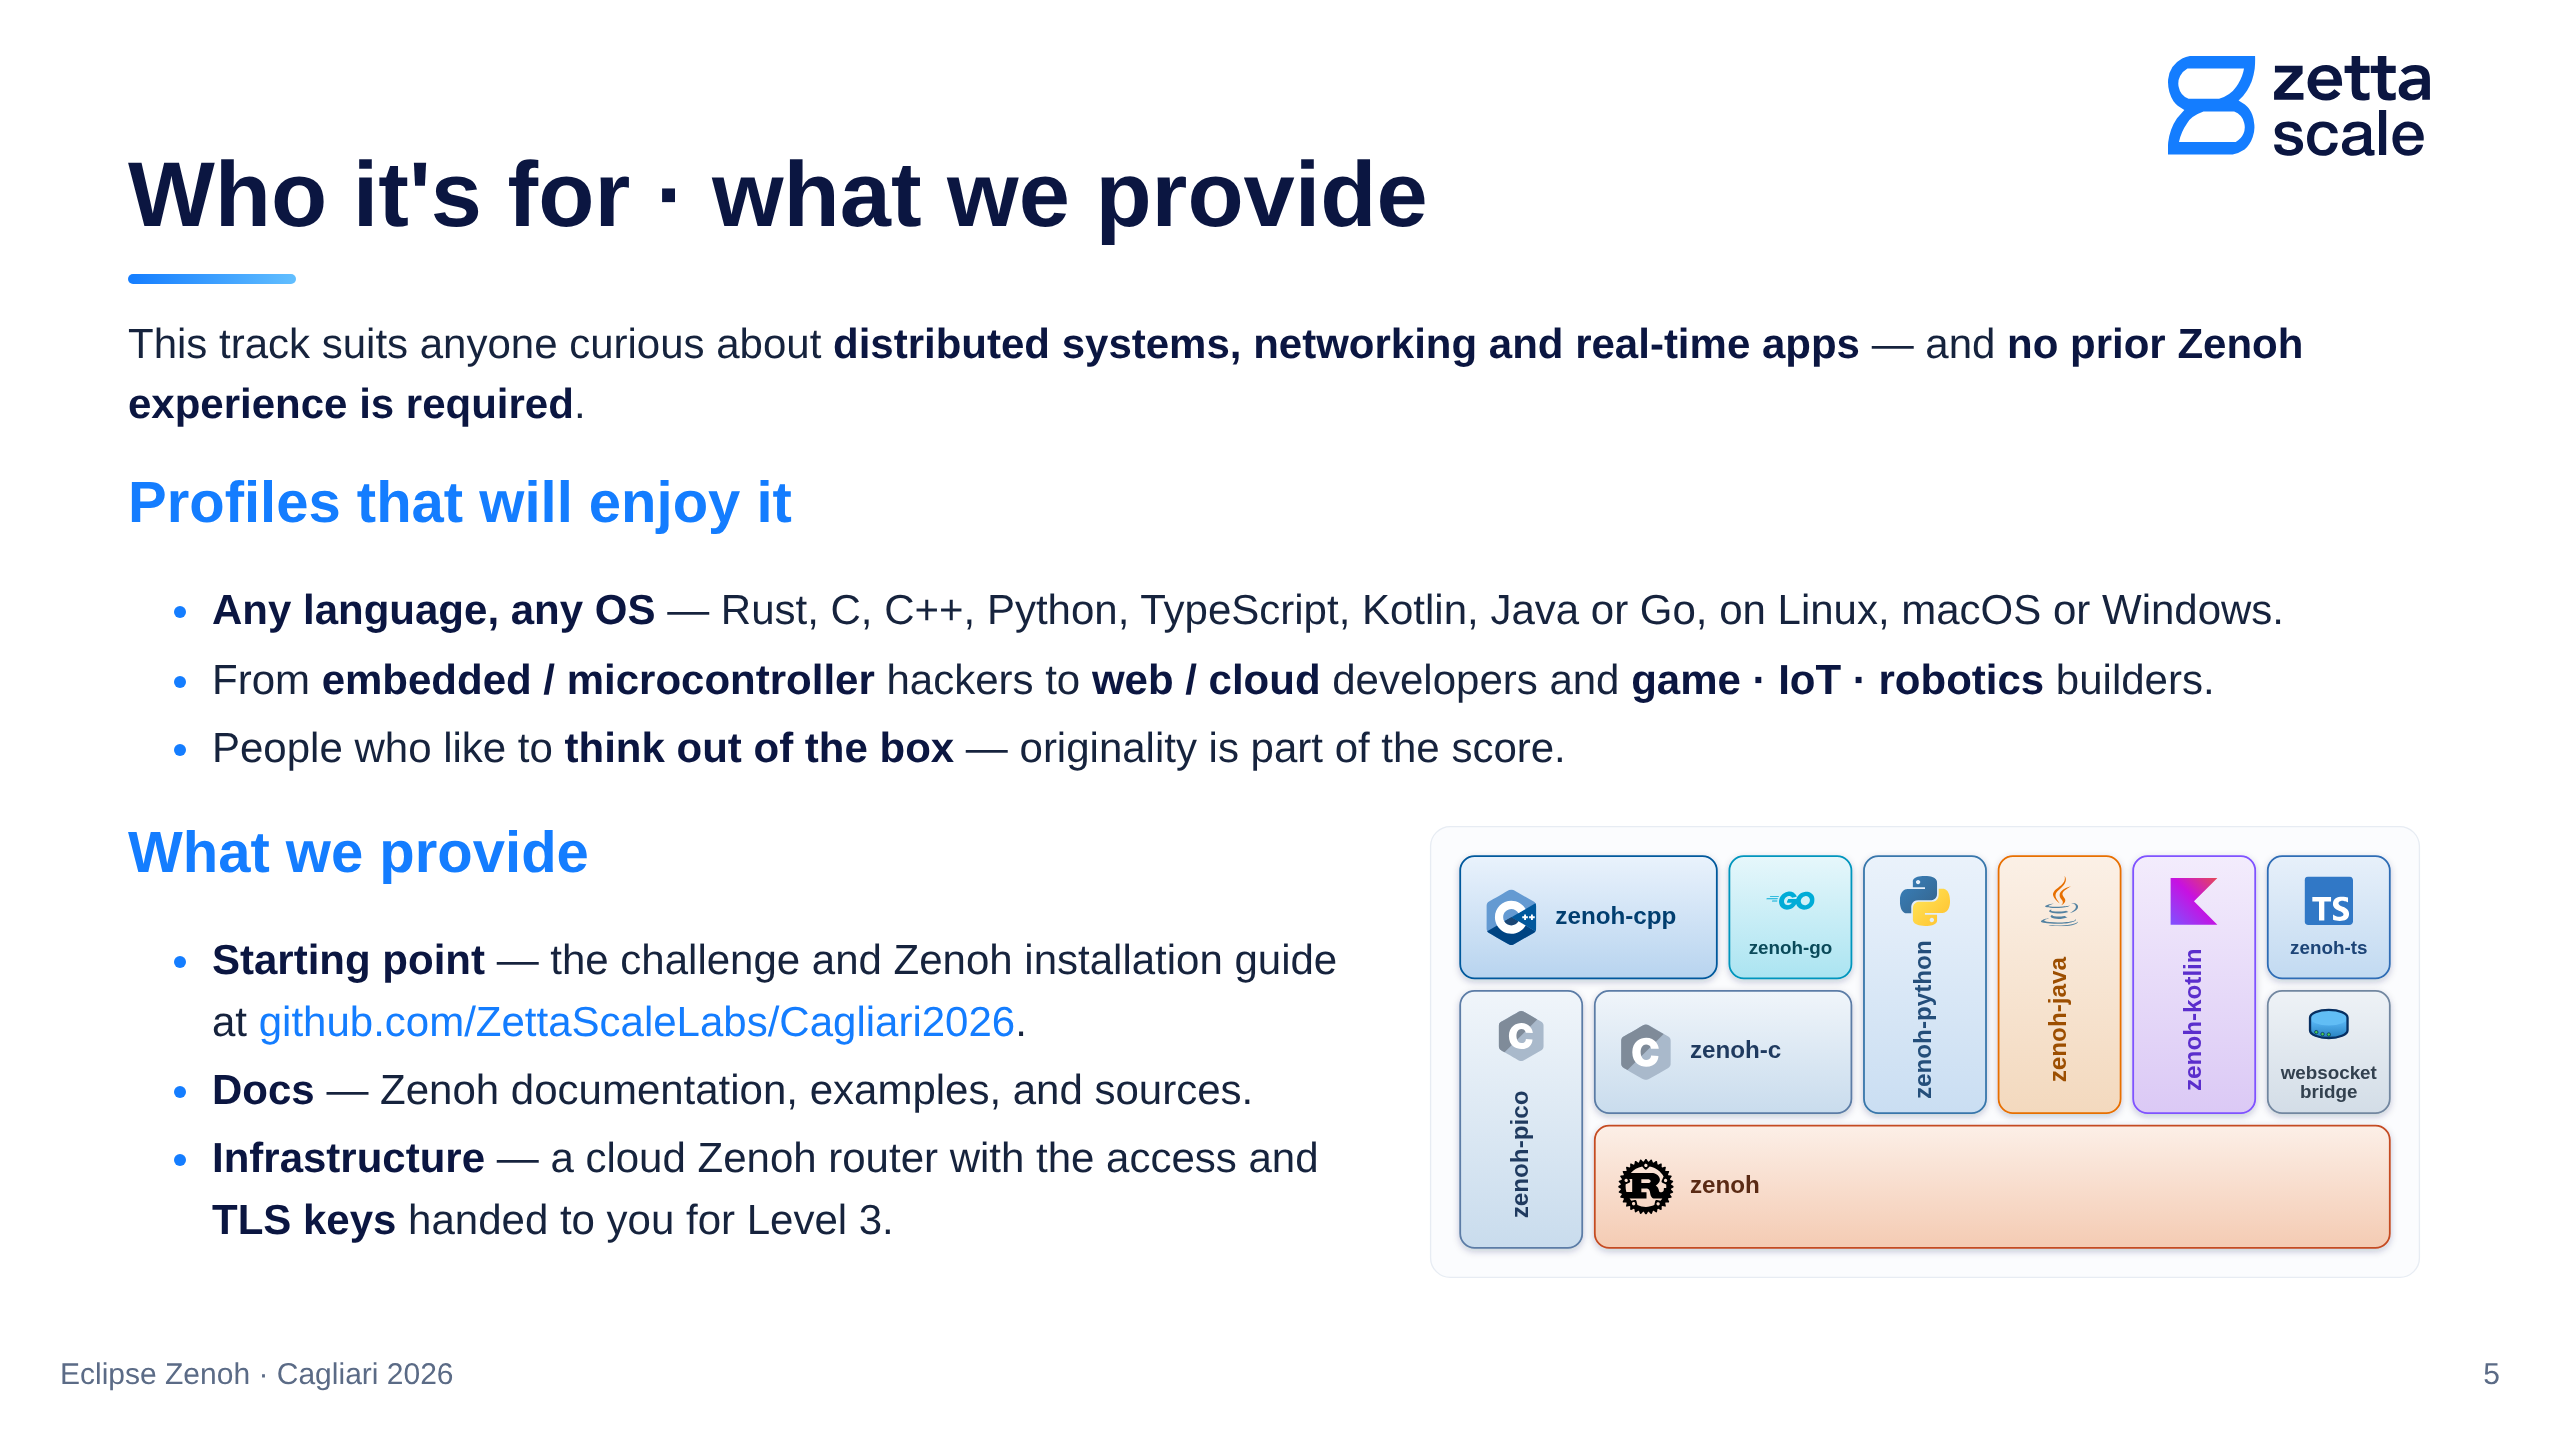 zetta
scale
Who it's for · what we provide
This track suits anyone curious about distributed systems, networking and real-time apps — and no prior Zenoh
experience is required.
Profiles that will enjoy it
• Any language, any OS — Rust, C, C++, Python, TypeScript, Kotlin, Java or Go, on Linux, macOS or Windows.
• From embedded / microcontroller hackers to web / cloud developers and game · IoT · robotics builders.
• People who like to think out of the box — originality is part of the score.
What we provide
• Starting point — the challenge and Zenoh installation guide
at github.com/ZettaScaleLabs/Cagliari2026.
• Docs — Zenoh documentation, examples, and sources.
• Infrastructure — a cloud Zenoh router with the access and
TLS keys handed to you for Level 3.
C++
zenoh-cpp
GO
zenoh-go
zenoh-python
zenoh-java
zenoh-kotlin
TS
zenoh-ts
C
zenoh-pico
C
zenoh-c
websocket
bridge
R
zenoh
Eclipse Zenoh · Cagliari 2026
5